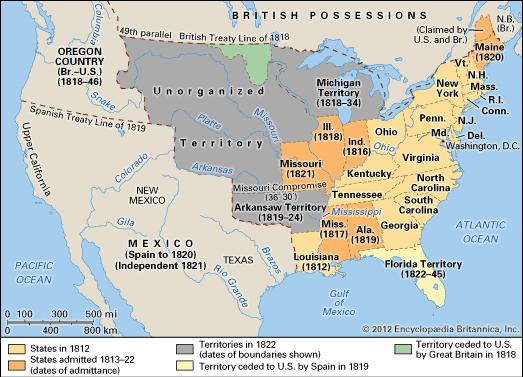 BRITISH POSSESSIONS
N.B.
(Br.)
(Claimed by
U.S. and Br.)
49th parallel
British Treaty Line of 1818
Columbia
OREGON
COUNTRY
(Br.–U.S.)
(1818–46)
Snake
Spanish Treaty Line of 1819
Upper California
Unorganized
Territory
Missouri
Platte
Arkansas
Colorado
Michigan
Territory
(1818–34)
Maine
(1820)
Vt.
N.H.
New
York
Mass.
R.I.
Conn.
Penn.
N.J.
Md.
Del.
Washington, D.C.
Ill.
(1818)
Ind.
(1816)
Ohio
Ohio
Virginia
Missouri
(1821)
Kentucky
North
Carolina
Missouri Compromise
(36°30')
Tennessee
South
Carolina
Arkansaw Territory
(1819–24)
Mississippi
Miss.
(1817)
Ala.
(1819)
Georgia
Louisiana
(1812)
Florida Territory
(1822–45)
NEW
MEXICO
Gila
MEXICO
(Spain to 1820)
(Independent 1821)
TEXAS
Brazos
Rio Grande
PACIFIC
OCEAN
ATLANTIC
OCEAN
Gulf
of
Mexico
0 100 300 500 mi
0 400 800 km
© 2012 Encyclopædia Britannica, Inc.
States in 1812
States admitted 1813–22
(dates of admittance)
Territories in 1822
(dates of boundaries shown)
Territory ceded to U.S. by Spain in 1819
Territory ceded to U.S.
by Great Britain in 1818